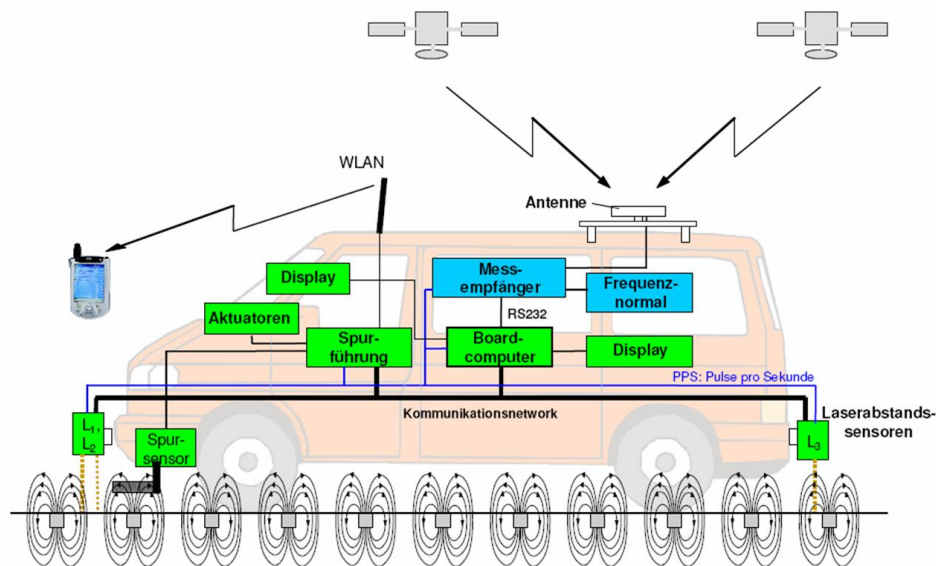 WLAN
Antenne
Display
Mess-
empfänger
Frequenz-
normal
Aktuatoren
RS232
Spur-
führung
Board-
computer
Display
PPS: Pulse pro Sekunde
Kommunikationsnetwork
Laserabstands-
sensoren
L1,
L2
Spur-
sensor
L3